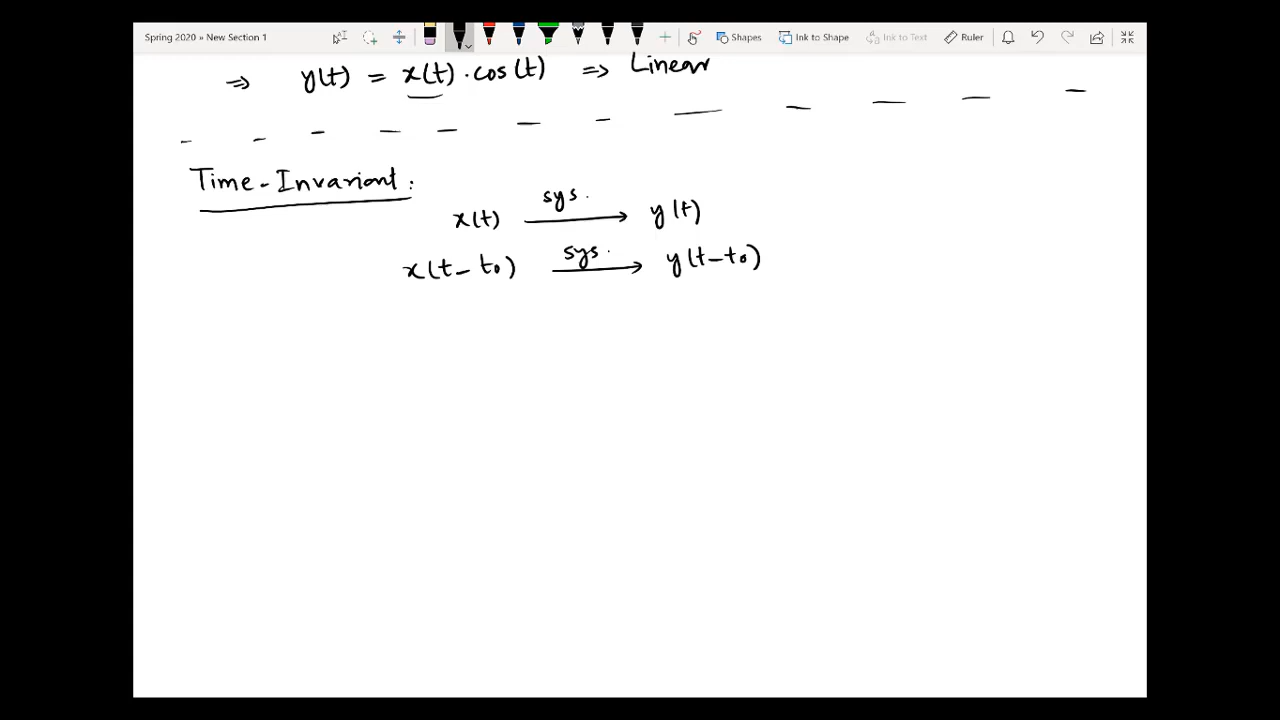 Spring 2020 » New Section 1 Shapes Ink to Shape Ink to Text Ruler
⇒ y(t) = x(t) · cos(t) ⇒ Linear
Time-Invariant :
x(t) sys. → y(t)
x(t-t₀) sys. → y(t-t₀)